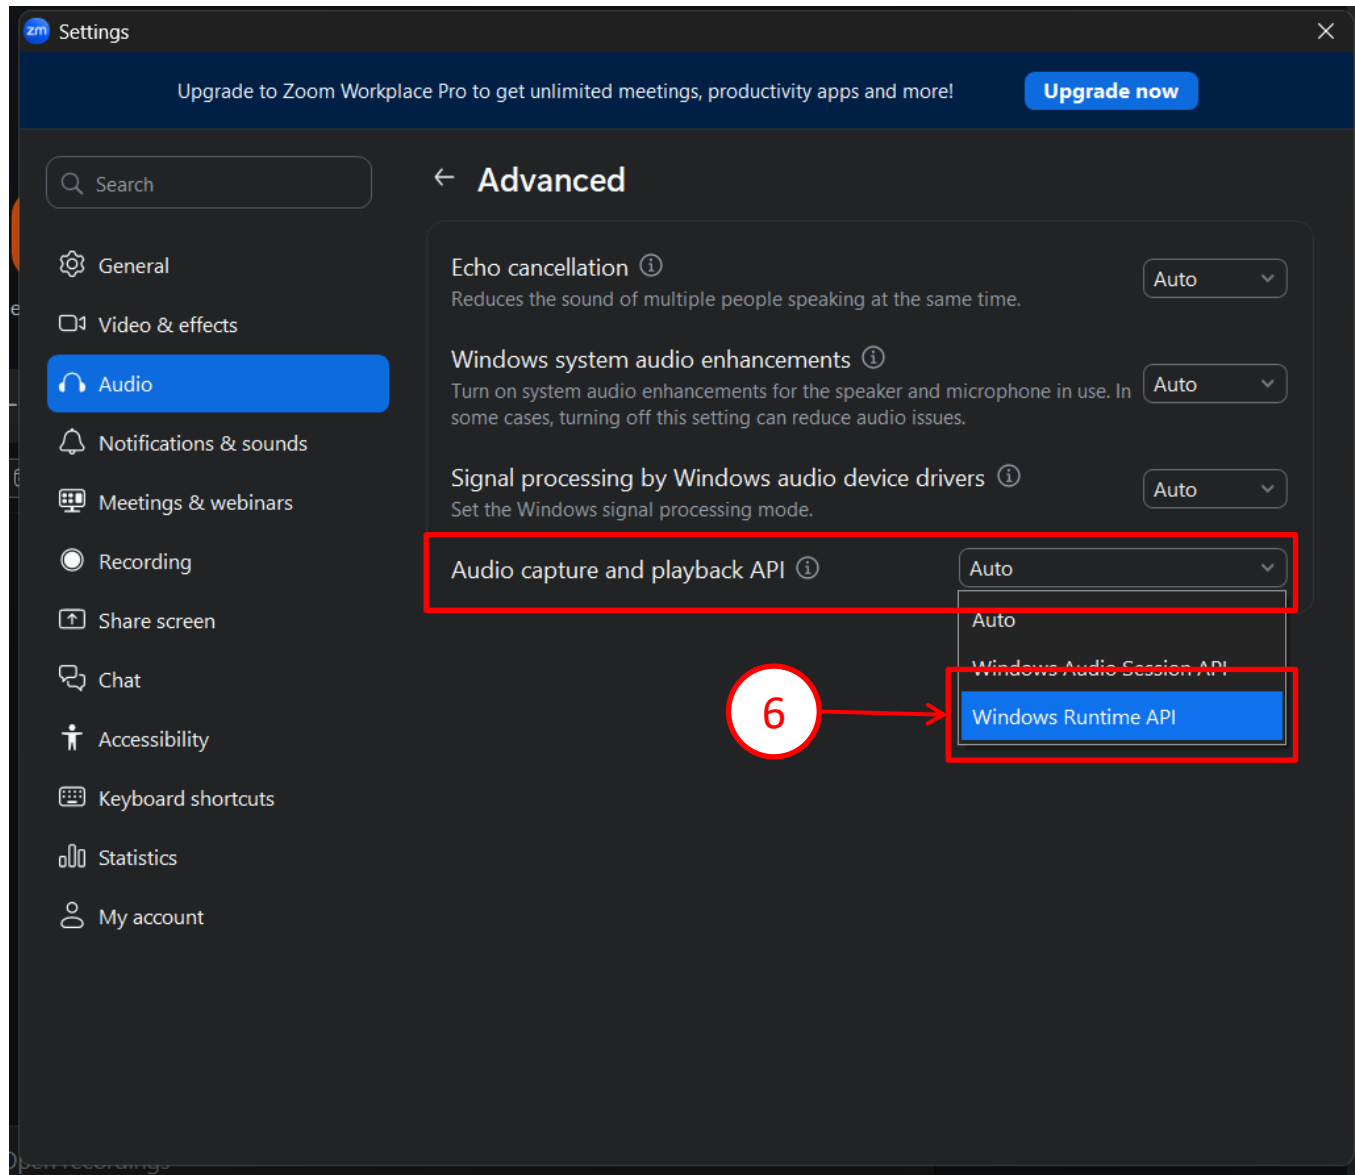 zm Settings
Upgrade to Zoom Workplace Pro to get unlimited meetings, productivity apps and more!
Upgrade now
Search
General
Video & effects
Audio
Notifications & sounds
Meetings & webinars
Recording
Share screen
Chat
Accessibility
Keyboard shortcuts
Statistics
My account
Advanced
Echo cancellation
Auto
Reduces the sound of multiple people speaking at the same time.
Windows system audio enhancements
Auto
Turn on system audio enhancements for the speaker and microphone in use. In
some cases, turning off this setting can reduce audio issues.
Signal processing by Windows audio device drivers
Auto
Set the Windows signal processing mode.
Audio capture and playback API
Auto
Auto
Windows Audio Session API
Windows Runtime API
6
Open recordings